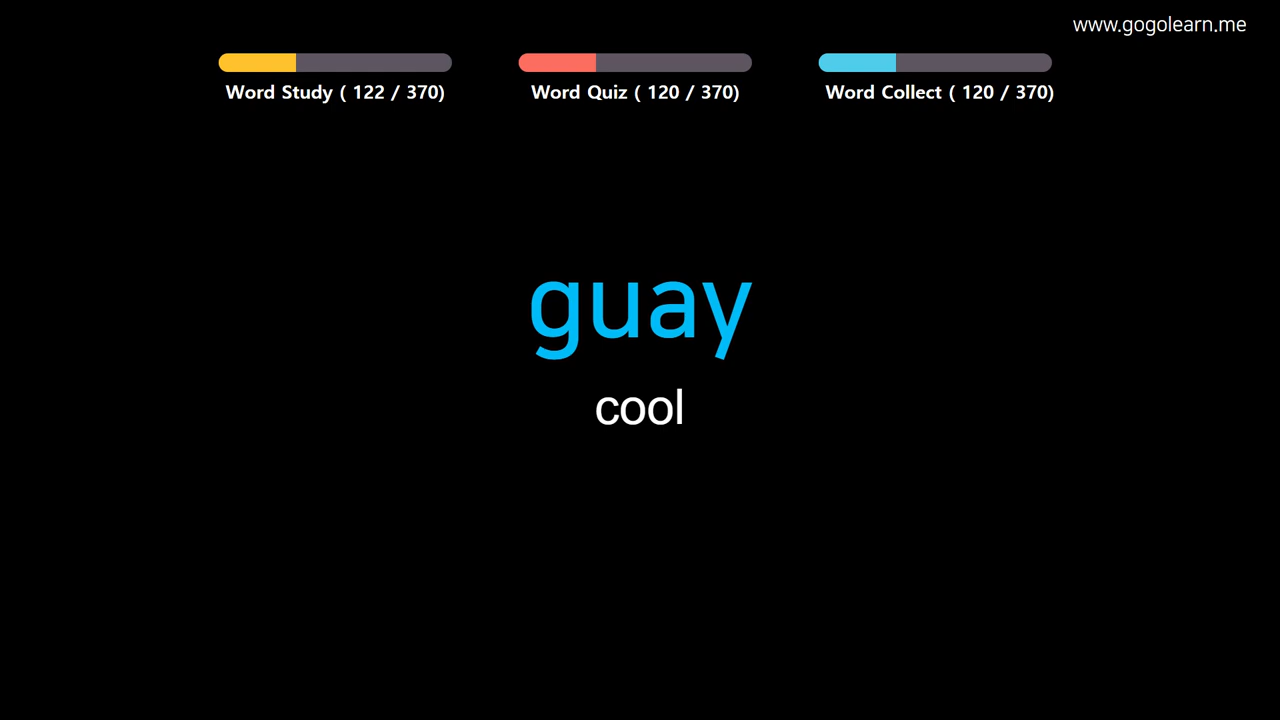 www.gogolearn.me
Word Study ( 122 / 370)
Word Quiz ( 120 / 370)
Word Collect ( 120 / 370)
guay
cool